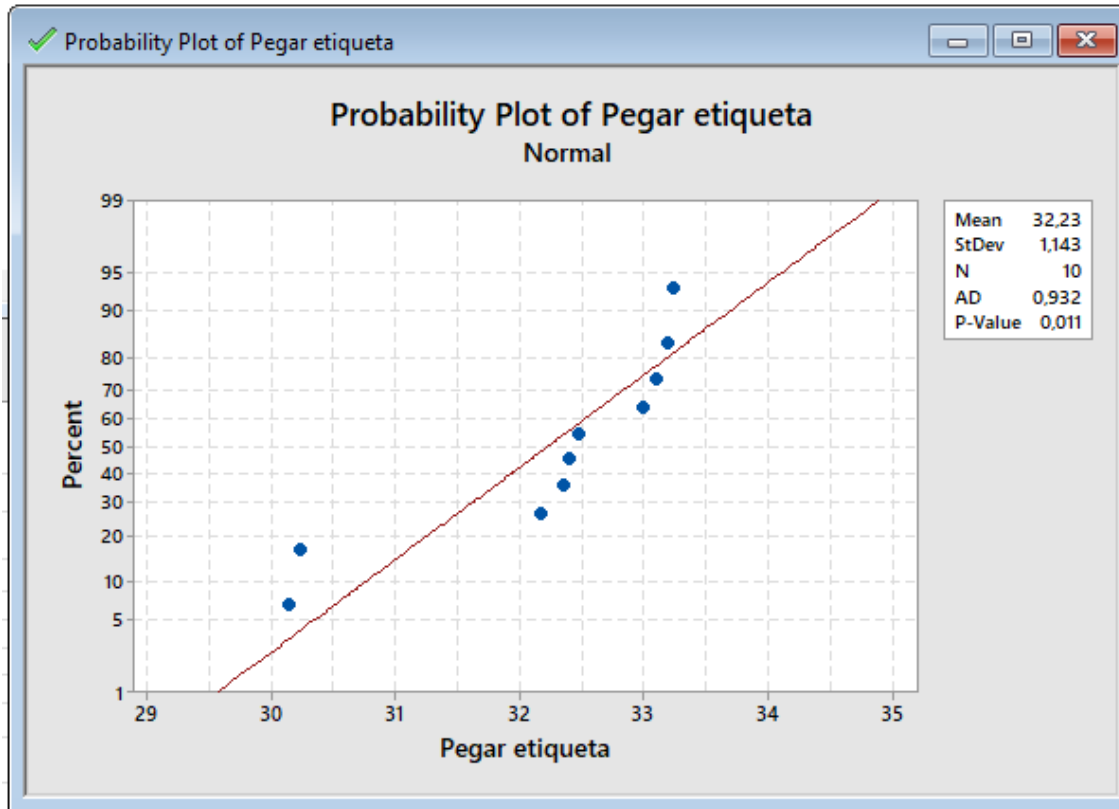 Probability Plot of Pegar etiqueta
Probability Plot of Pegar etiqueta
Normal
99
95
90
80
70
60
50
40
30
20
10
5
1
Percent
29 30 31 32 33 34 35
Pegar etiqueta
Mean 32,23
StDev 1,143
N 10
AD 0,932
P-Value 0,011